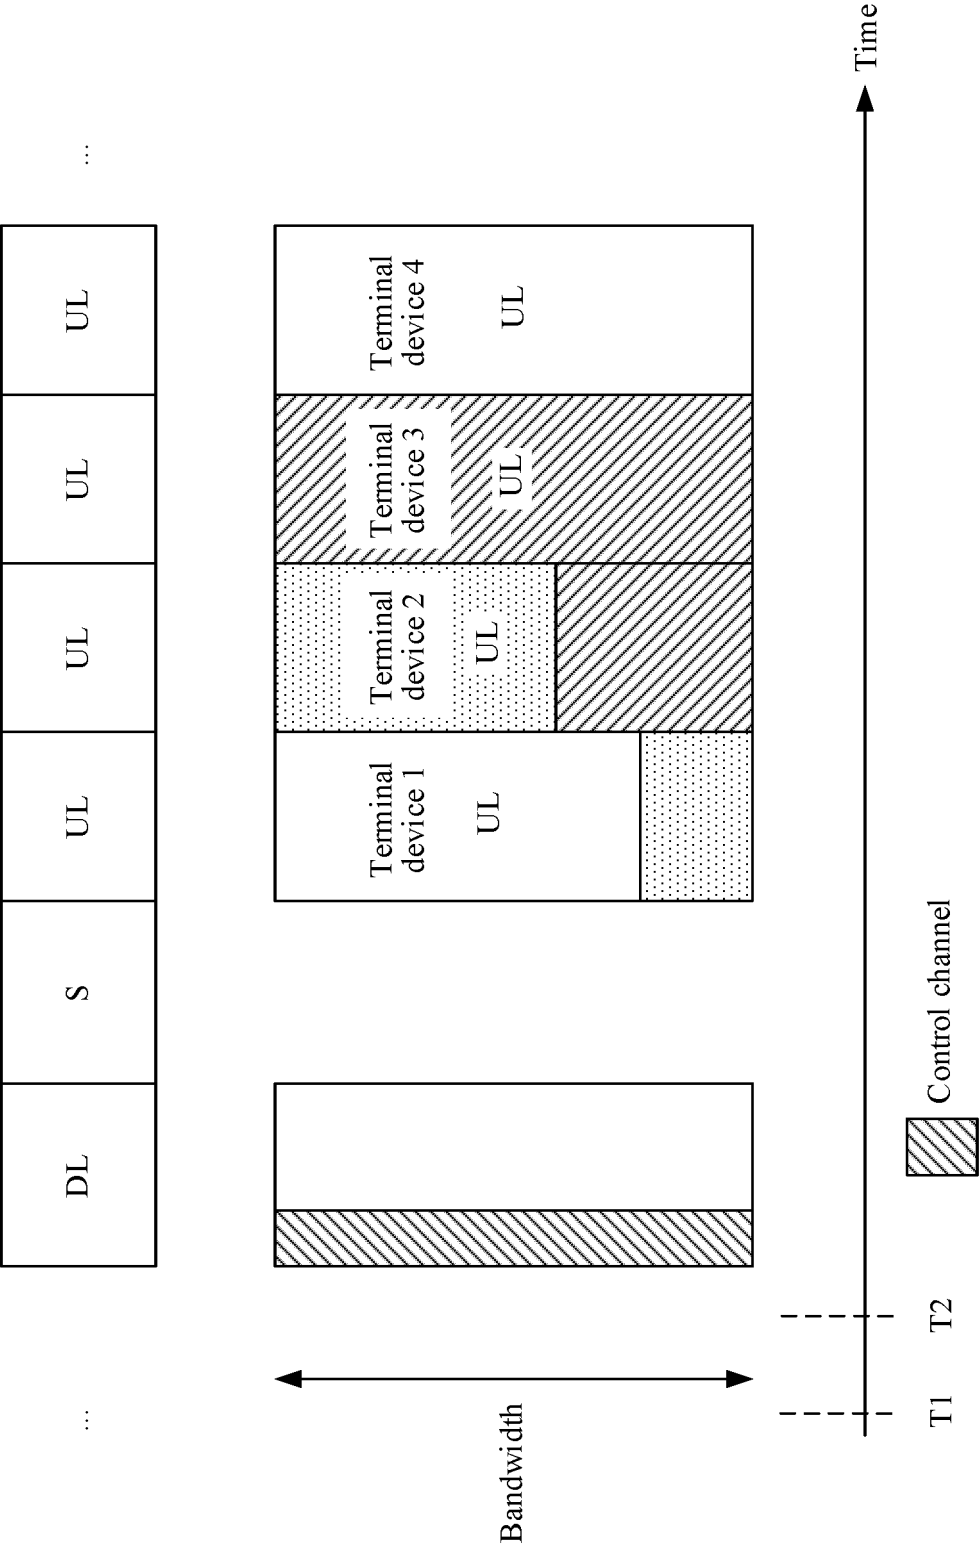 ...
DL
S
UL
UL
UL
UL
...
Bandwidth
Terminal
device 1
UL
Terminal
device 2
UL
Terminal
device 3
UL
Terminal
device 4
UL
Time
T1
T2
Control channel